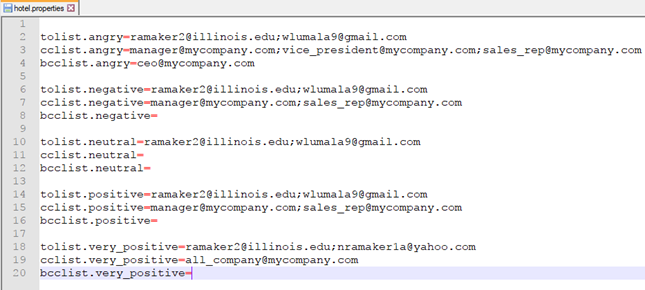 hotel.properties
1
2 tolist.angry=ramaker2@illinois.edu;wlumala9@gmail.com
3 cclist.angry=manager@mycompany.com;vice_president@mycompany.com;sales_rep@mycompany.com
4 bcclist.angry=ceo@mycompany.com
5
6 tolist.negative=ramaker2@illinois.edu;wlumala9@gmail.com
7 cclist.negative=manager@mycompany.com;sales_rep@mycompany.com
8 bcclist.negative=
9
10 tolist.neutral=ramaker2@illinois.edu;wlumala9@gmail.com
11 cclist.neutral=
12 bcclist.neutral=
13
14 tolist.positive=ramaker2@illinois.edu;wlumala9@gmail.com
15 cclist.positive=manager@mycompany.com;sales_rep@mycompany.com
16 bcclist.positive=
17
18 tolist.very_positive=ramaker2@illinois.edu;nramaker1a@yahoo.com
19 cclist.very_positive=all_company@mycompany.com
20 bcclist.very_positive=